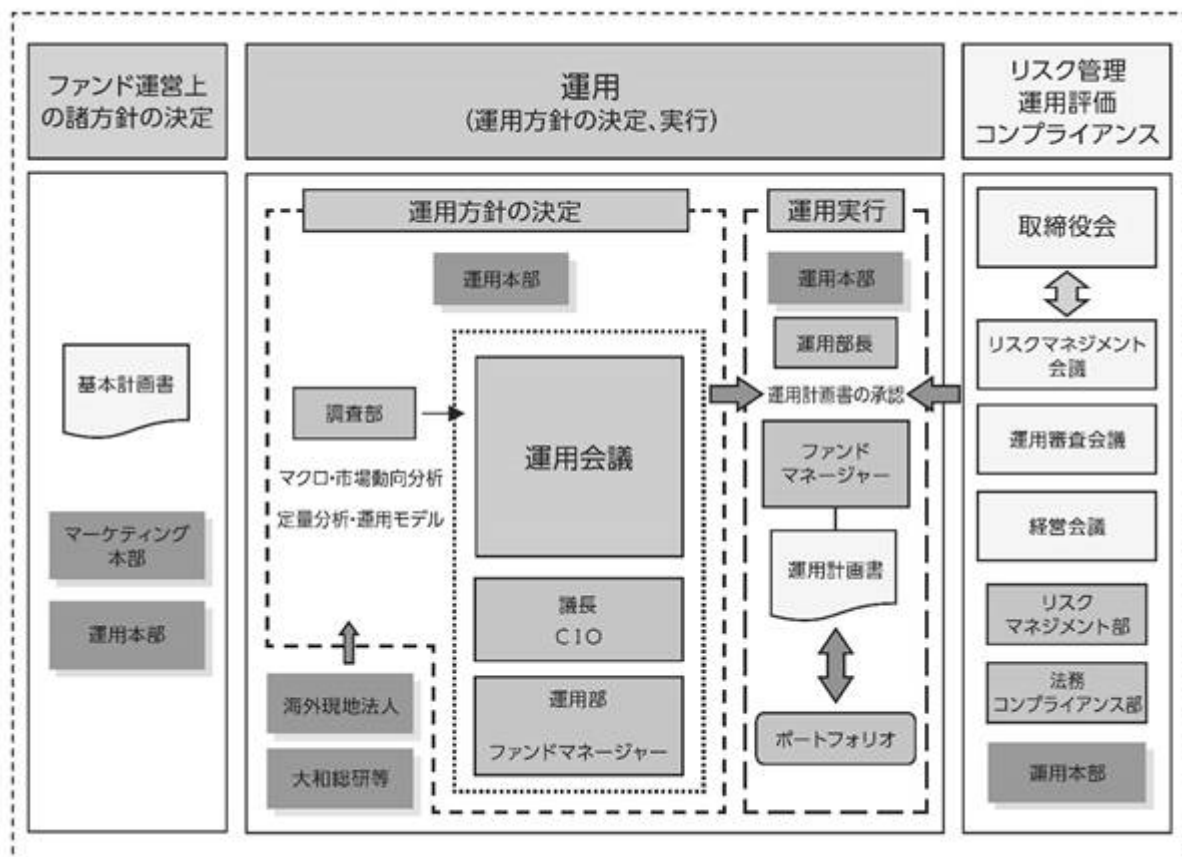 ファンド運営上
の諸方針の決定
運用
(運用方針の決定、実行)
リスク管理
運用評価
コンプライアンス
基本計画書
マーケティング
本部
運用本部
運用方針の決定
運用本部
調査部
マクロ・市場動向分析
定量分析・運用モデル
海外現地法人
大和総研等
運用会議
議長
CIO
運用部
ファンドマネージャー
運用実行
運用本部
運用部長
運用計画書の承認
ファンド
マネージャー
運用計画書
ポートフォリオ
取締役会
リスクマネジメント
会議
運用審査会議
経営会議
リスク
マネジメント部
法務
コンプライアンス部
運用本部